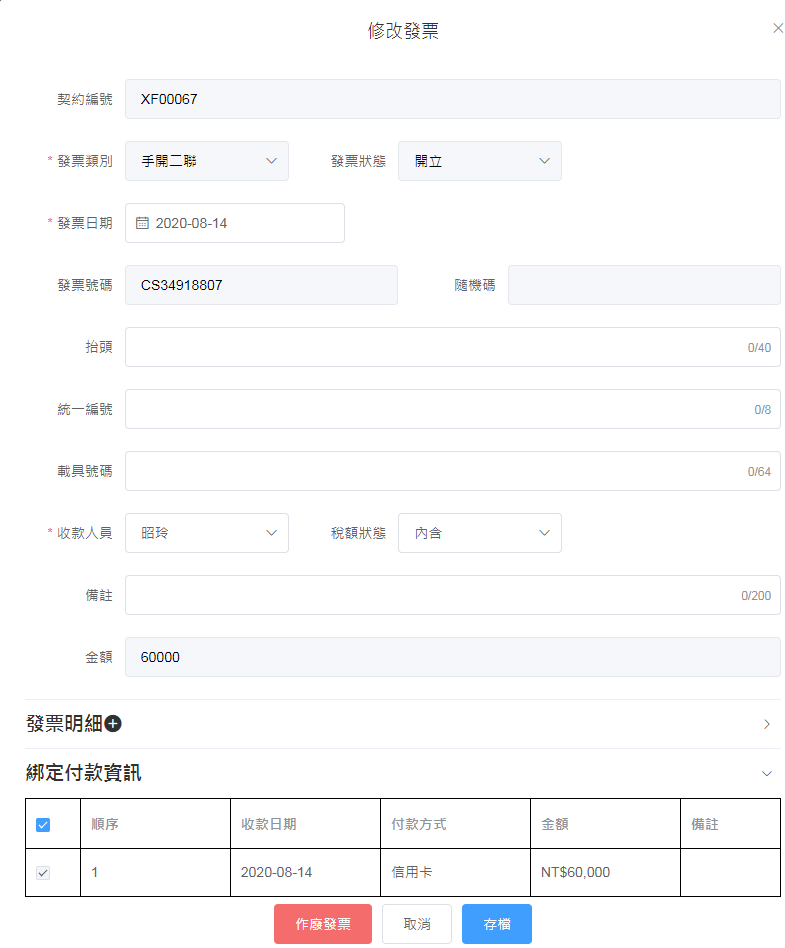 修改發票
契約編號 XF00067
* 發票類別 手開二聯 發票狀態 開立
* 發票日期 2020-08-14
發票號碼 CS34918807 隨機碼
抬頭 0/40
統一編號 0/8
載具號碼 0/64
* 收款人員 昭玲 稅額狀態 內含
備註 0/200
金額 60000
發票明細
綁定付款資訊
順序 收款日期 付款方式 金額 備註
1 2020-08-14 信用卡 NT$60,000
作廢發票 取消 存檔